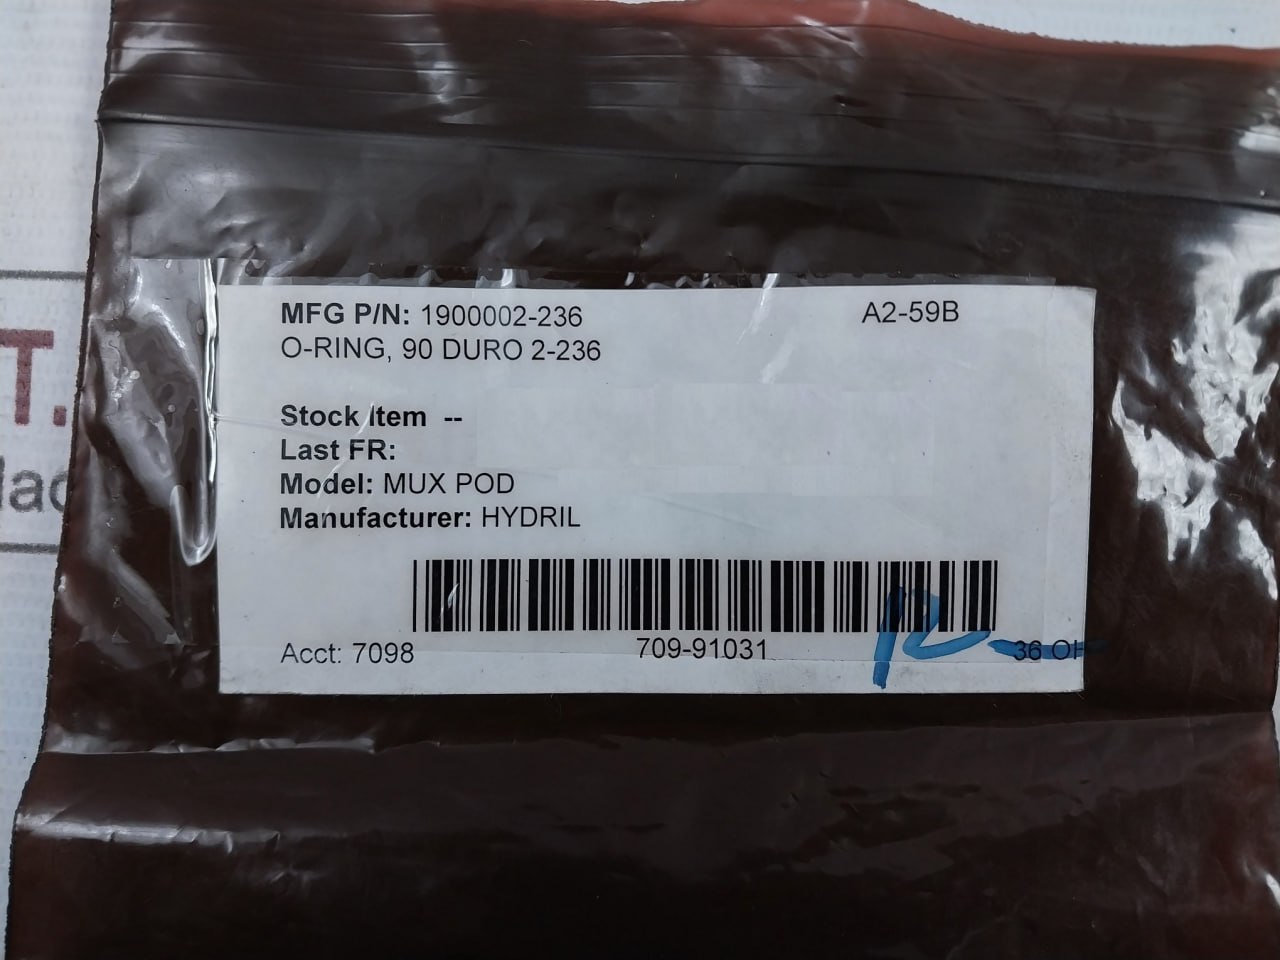 MFG P/N: 1900002-236 A2-59B
O-RING, 90 DURO 2-236
Stock Item --
Last FR:
Model: MUX POD
Manufacturer: HYDRIL
Acct: 7098 709-91031 36 OH
T.